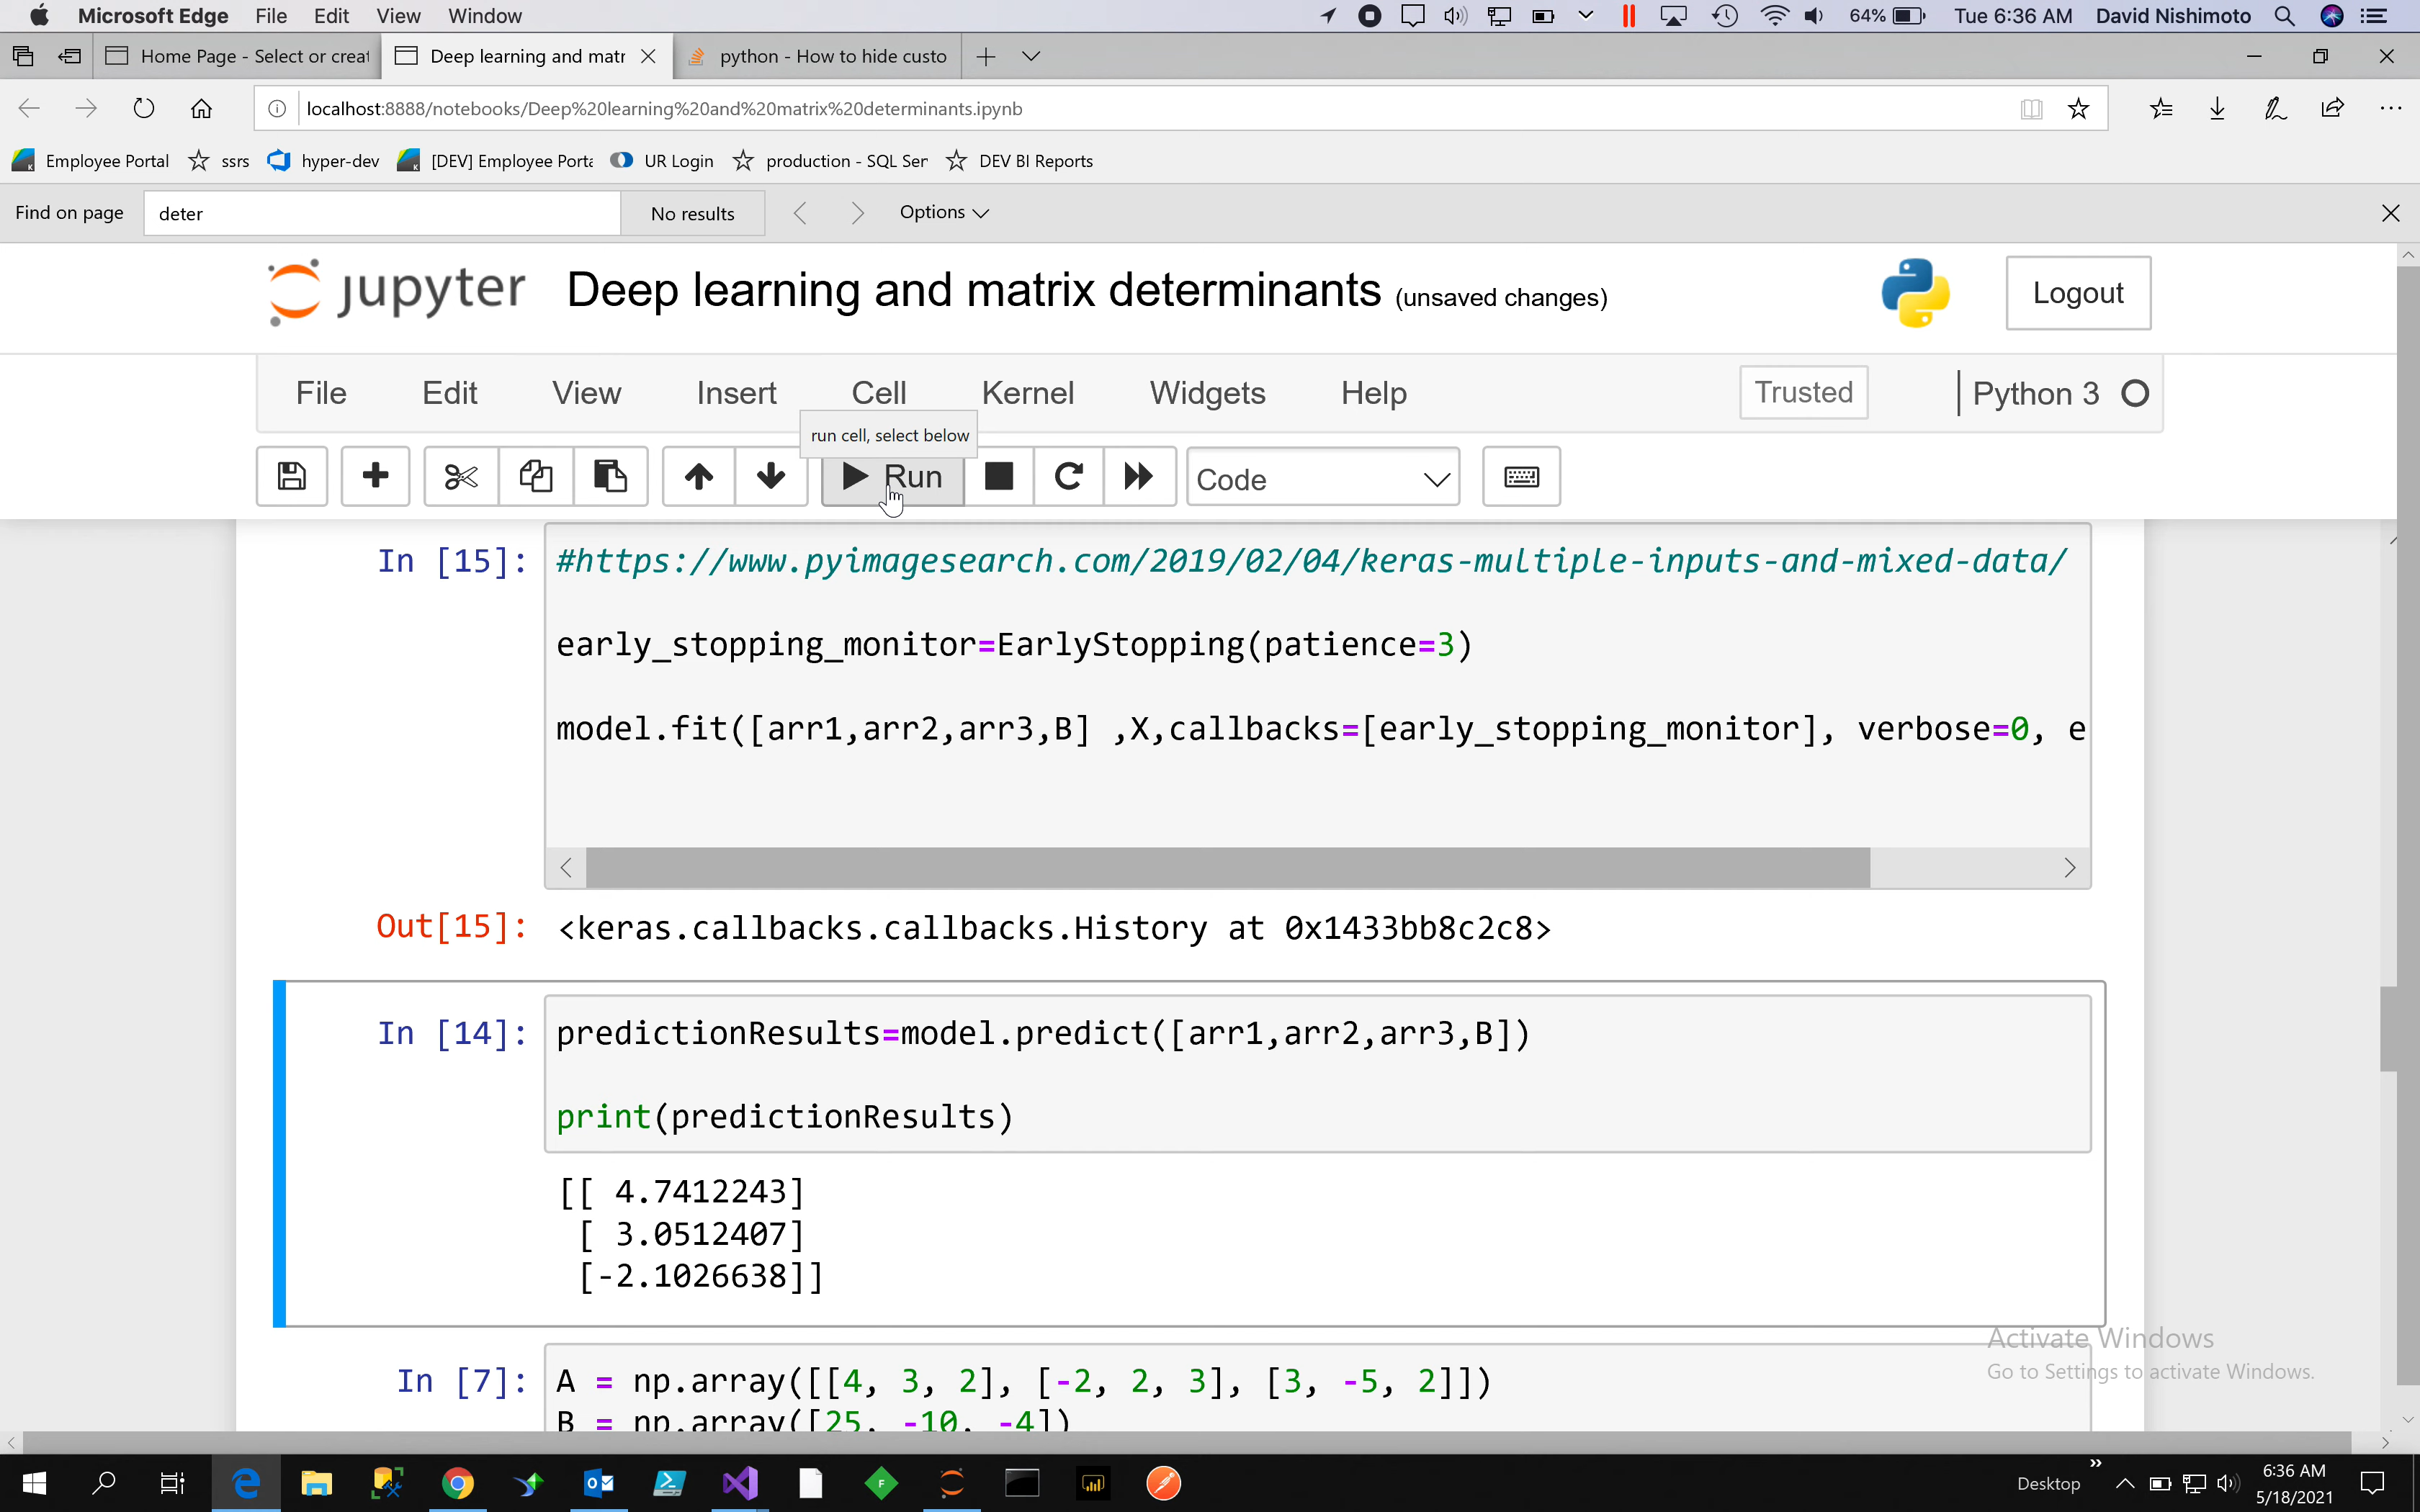 Microsoft Edge File Edit View Window 64% Tue 6:36 AM David Nishimoto
Home Page - Select or creat Deep learning and matr python - How to hide custo
localhost:8888/notebooks/Deep%20learning%20and%20matrix%20determinants.ipynb
Employee Portal ssrs hyper-dev [DEV] Employee Porta UR Login production - SQL Ser DEV BI Reports
Find on page deter No results Options
jupyter Deep learning and matrix determinants (unsaved changes) Logout
File Edit View Insert Cell Kernel Widgets Help Trusted Python 3
run cell, select below
Run Code
In [15]: #https://www.pyimagesearch.com/2019/02/04/keras-multiple-inputs-and-mixed-data/
early_stopping_monitor=EarlyStopping(patience=3)
model.fit([arr1,arr2,arr3,B] ,X,callbacks=[early_stopping_monitor], verbose=0, e
Out[15]: <keras.callbacks.callbacks.History at 0x1433bb8c2c8>
In [14]: predictionResults=model.predict([arr1,arr2,arr3,B])
print(predictionResults)
[[ 4.7412243]
[ 3.0512407]
[-2.1026638]]
Activate Windows
Go to Settings to activate Windows.
In [7]: A = np.array([[4, 3, 2], [-2, 2, 3], [3, -5, 2]])
B = np.array([25, -10, -4])
Desktop 6:36 AM
5/18/2021